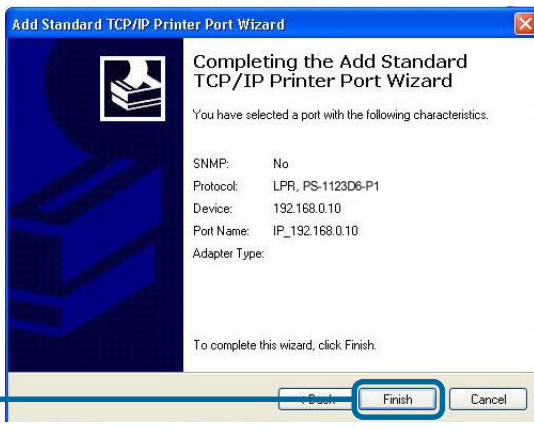 Add Standard TCP/IP Printer Port Wizard
Completing the Add Standard
TCP/IP Printer Port Wizard
You have selected a port with the following characteristics.
SNMP: No
Protocol: LPR, PS-1123D6-P1
Device: 192.168.0.10
Port Name: IP_192.168.0.10
Adapter Type:
To complete this wizard, click Finish.
< Back Finish Cancel